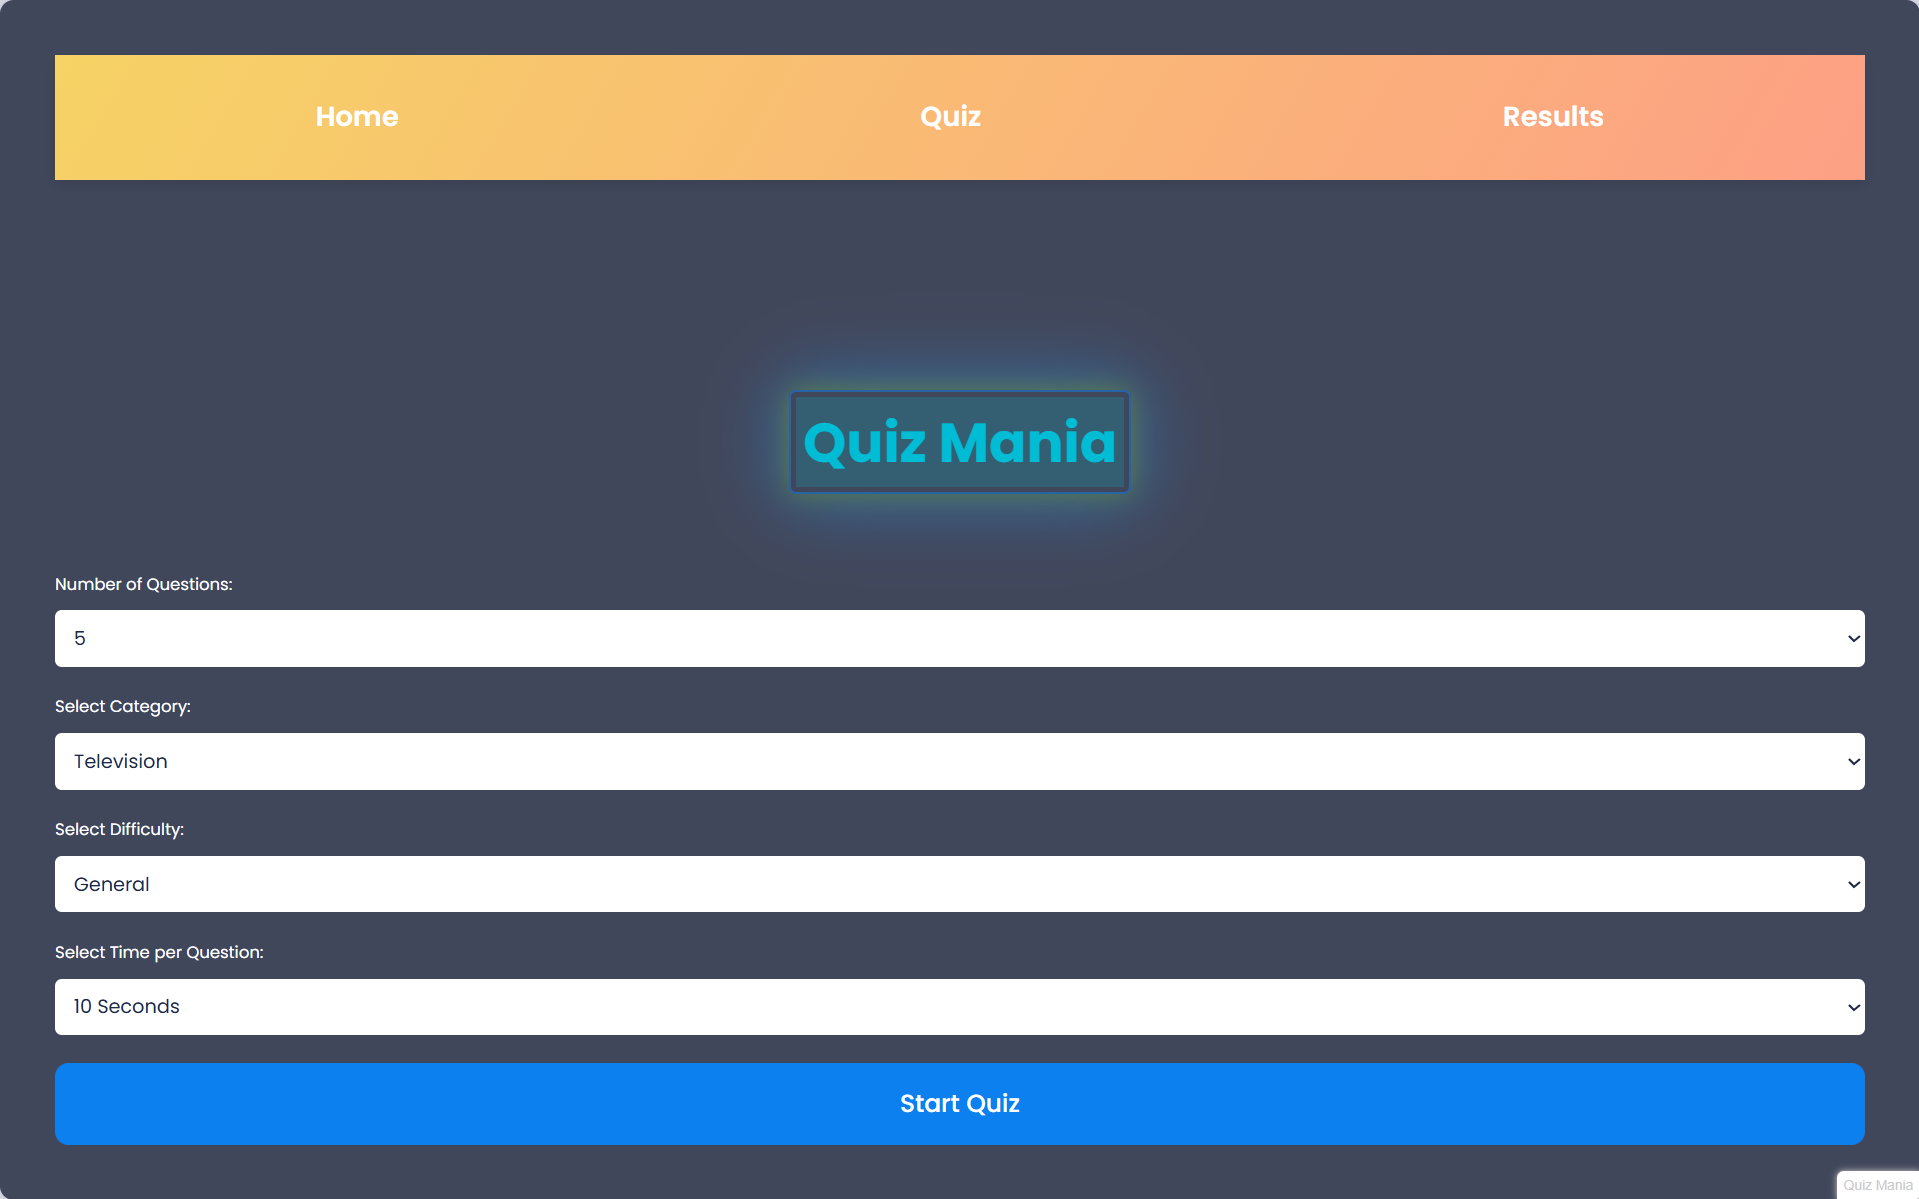 Home
Quiz
Results
Quiz Mania
Number of Questions:
5
Select Category:
Television
Select Difficulty:
General
Select Time per Question:
10 Seconds
Start Quiz
Quiz Mania